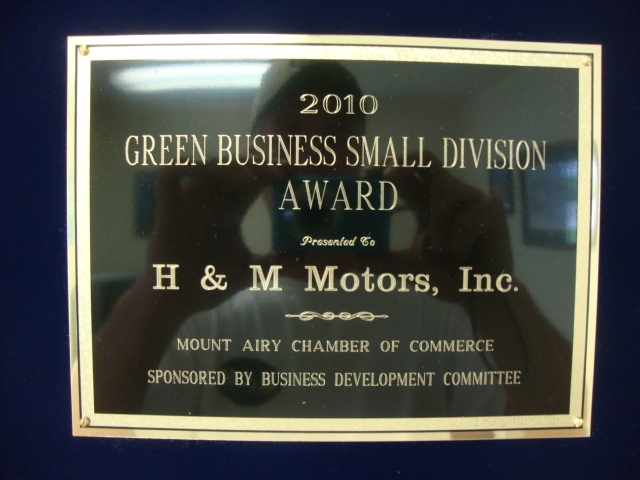 2010
GREEN BUSINESS SMALL DIVISION
AWARD
Presented To
H & M Motors, Inc.
MOUNT AIRY CHAMBER OF COMMERCE
SPONSORED BY BUSINESS DEVELOPMENT COMMITTEE